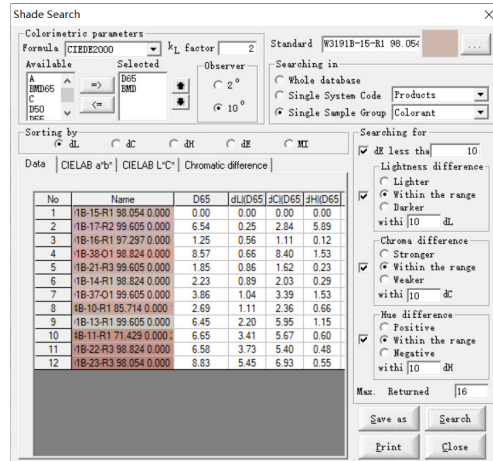 Shade Search
Colorimetric parameters
Formula CIEDE2000 kL factor 2
Available Selected
A
BMD65
C
D50
D55
D65
BMD
=>
<=
Observer
2°
10°
Standard W3191B-15-R1 98.054 ...
Searching in
Whole database
Single System Code Products
Single Sample Group Colorant
Sorting by
dL dC dH dE MI
Data CIELAB a*b* CIELAB L*C* Chromatic difference
No Name D65 dL(D65 dC(D65 dH(D65
1 1B-15-R1 98.054 0.000 0.00 0.00 0.00 0.00
2 1B-17-R2 99.605 0.000 6.54 0.25 2.84 5.89
3 1B-16-R1 97.297 0.000 1.25 0.56 1.11 0.12
4 1B-38-O1 98.824 0.000 8.57 0.66 8.40 1.53
5 1B-21-R3 99.605 0.000 1.85 0.86 1.62 0.23
6 1B-14-R1 98.824 0.000 2.23 0.89 2.03 0.29
7 1B-37-O1 99.605 0.000 3.86 1.04 3.39 1.53
8 4B-10-R1 85.714 0.000 2.69 1.11 2.36 0.66
9 1B-13-R1 99.605 0.000 6.45 2.20 5.95 1.15
10 4B-11-R1 71.429 0.000 6.65 3.41 5.67 0.60
11 1B-22-R3 98.824 0.000 6.58 3.73 5.40 0.48
12 1B-23-R3 98.054 0.000 8.83 5.45 6.93 0.55
Searching for
dE less tha 10
Lightness difference
Lighter
Within the range
Darker
withi 10 dL
Chroma difference
Stronger
Within the range
Weaker
withi 10 dC
Hue difference
Positive
Within the range
Negative
withi 10 dH
Max. Returned 16
Save as Search
Print Close